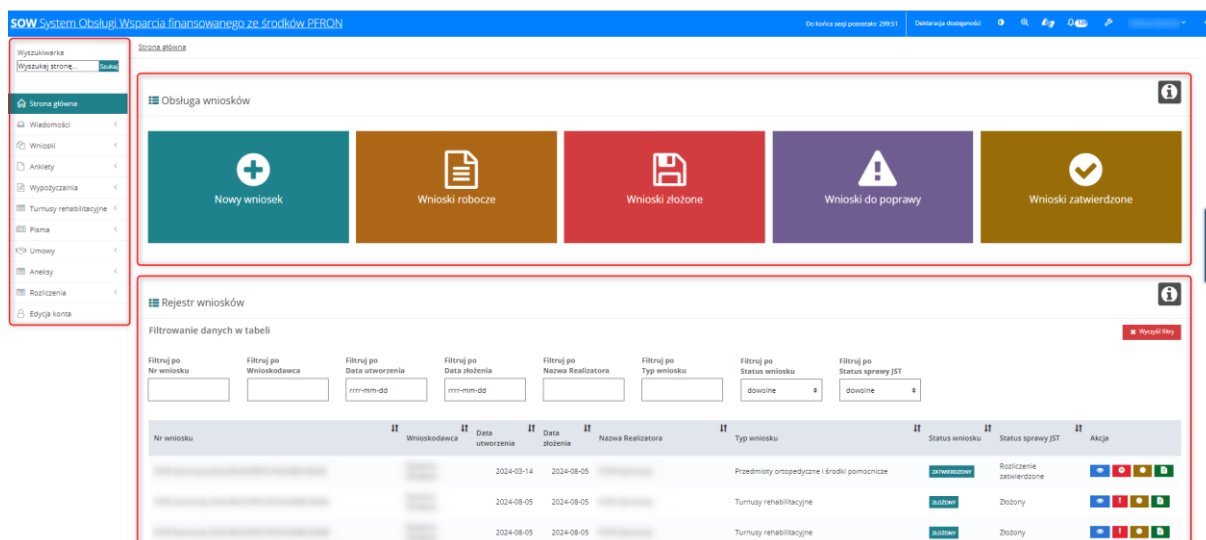 SOW System Obsługi Wsparcia finansowanego ze środków PFRON
Do końca sesji pozostało: 299:51
Deklaracja dostępności
Wyszukiwarka
Wyszukaj stronę...
Szukaj
Strona główna
Wiadomości
Wnioski
Ankiety
Wypożyczalnia
Turnusy rehabilitacyjne
Pisma
Umowy
Aneksy
Rozliczenia
Edycja konta
Strona główna
Obsługa wniosków
Nowy wniosek
Wnioski robocze
Wnioski złożone
Wnioski do poprawy
Wnioski zatwierdzone
Rejestr wniosków
Filtrowanie danych w tabeli
Wyczyść filtry
Filtruj po
Nr wniosku
Filtruj po
Wnioskodawca
Filtruj po
Data utworzenia
rrrr-mm-dd
Filtruj po
Data złożenia
rrrr-mm-dd
Filtruj po
Nazwa Realizatora
Filtruj po
Typ wniosku
Filtruj po
Status wniosku
dowolne
Filtruj po
Status sprawy JST
dowolne
Nr wniosku
Wnioskodawca
Data
utworzenia
Data
złożenia
Nazwa Realizatora
Typ wniosku
Status wniosku
Status sprawy JST
Akcja
2024-03-14
2024-08-05
Przedmioty ortopedyczne i środki pomocnicze
ZATWIERDZONY
Rozliczenie
zatwierdzone
2024-08-05
2024-08-05
Turnusy rehabilitacyjne
ZŁOŻONY
Złożony
2024-08-05
2024-08-05
Turnusy rehabilitacyjne
ZŁOŻONY
Złożony